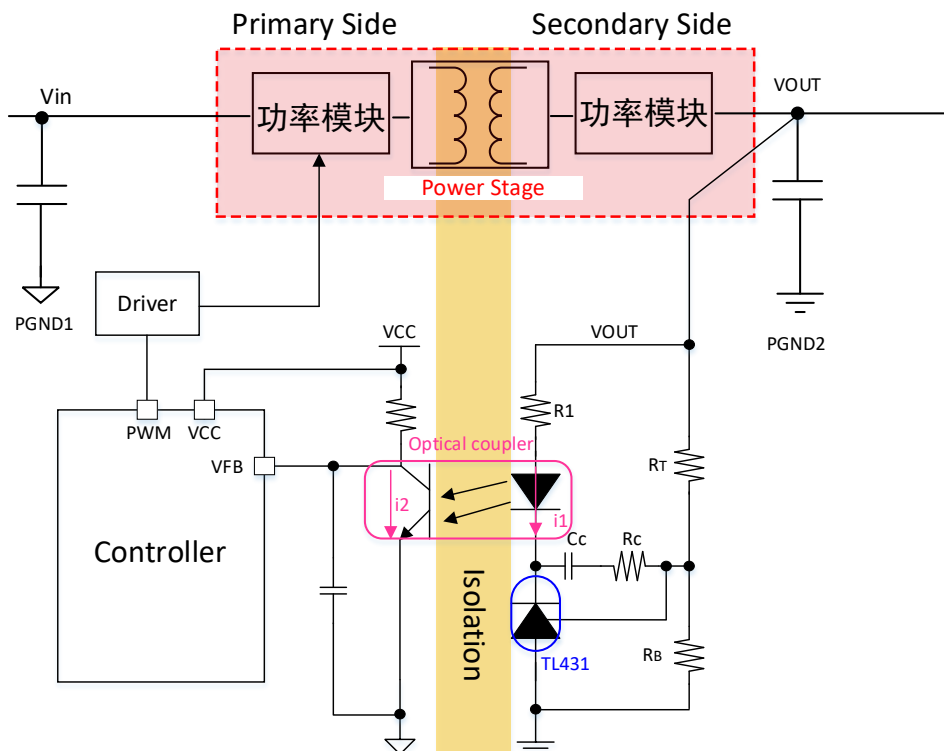 Primary Side
Secondary Side
Vin
功率模块
功率模块
VOUT
Power Stage
PGND1
Driver
VCC
VOUT
PGND2
PWM
VCC
R1
Optical coupler
VFB
RT
i2
i1
Controller
Cc
Rc
Isolation
TL431
RB